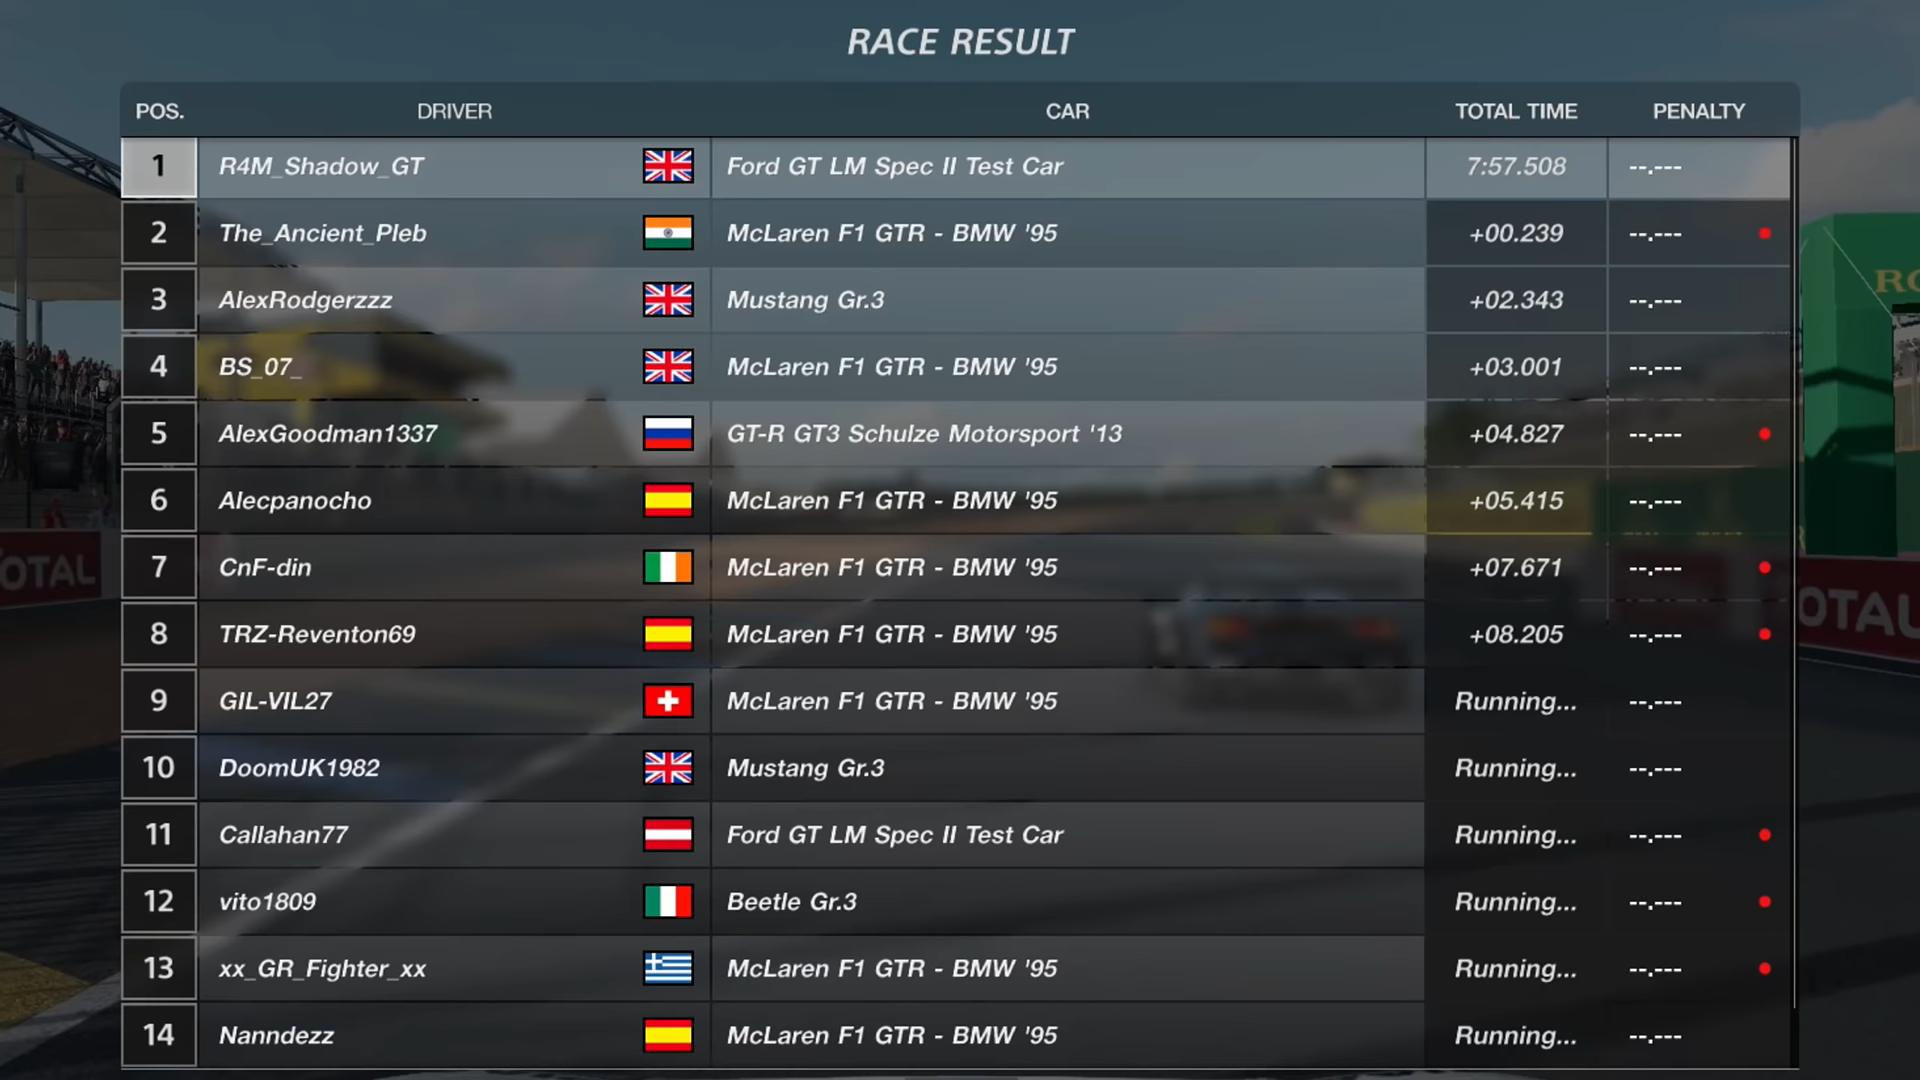 RACE RESULT
POS. DRIVER CAR TOTAL TIME PENALTY
1 R4M_Shadow_GT Ford GT LM Spec II Test Car 7:57.508 --.---
2 The_Ancient_Pleb McLaren F1 GTR - BMW '95 +00.239 --.---
3 AlexRodgerzzz Mustang Gr.3 +02.343 --.---
4 BS_07_ McLaren F1 GTR - BMW '95 +03.001 --.---
5 AlexGoodman1337 GT-R GT3 Schulze Motorsport '13 +04.827 --.---
6 Alecpanocho McLaren F1 GTR - BMW '95 +05.415 --.---
7 CnF-din McLaren F1 GTR - BMW '95 +07.671 --.---
8 TRZ-Reventon69 McLaren F1 GTR - BMW '95 +08.205 --.---
9 GIL-VIL27 McLaren F1 GTR - BMW '95 Running... --.---
10 DoomUK1982 Mustang Gr.3 Running... --.---
11 Callahan77 Ford GT LM Spec II Test Car Running... --.---
12 vito1809 Beetle Gr.3 Running... --.---
13 xx_GR_Fighter_xx McLaren F1 GTR - BMW '95 Running... --.---
14 Nanndezz McLaren F1 GTR - BMW '95 Running... --.---
OTAL
OTAL
RO